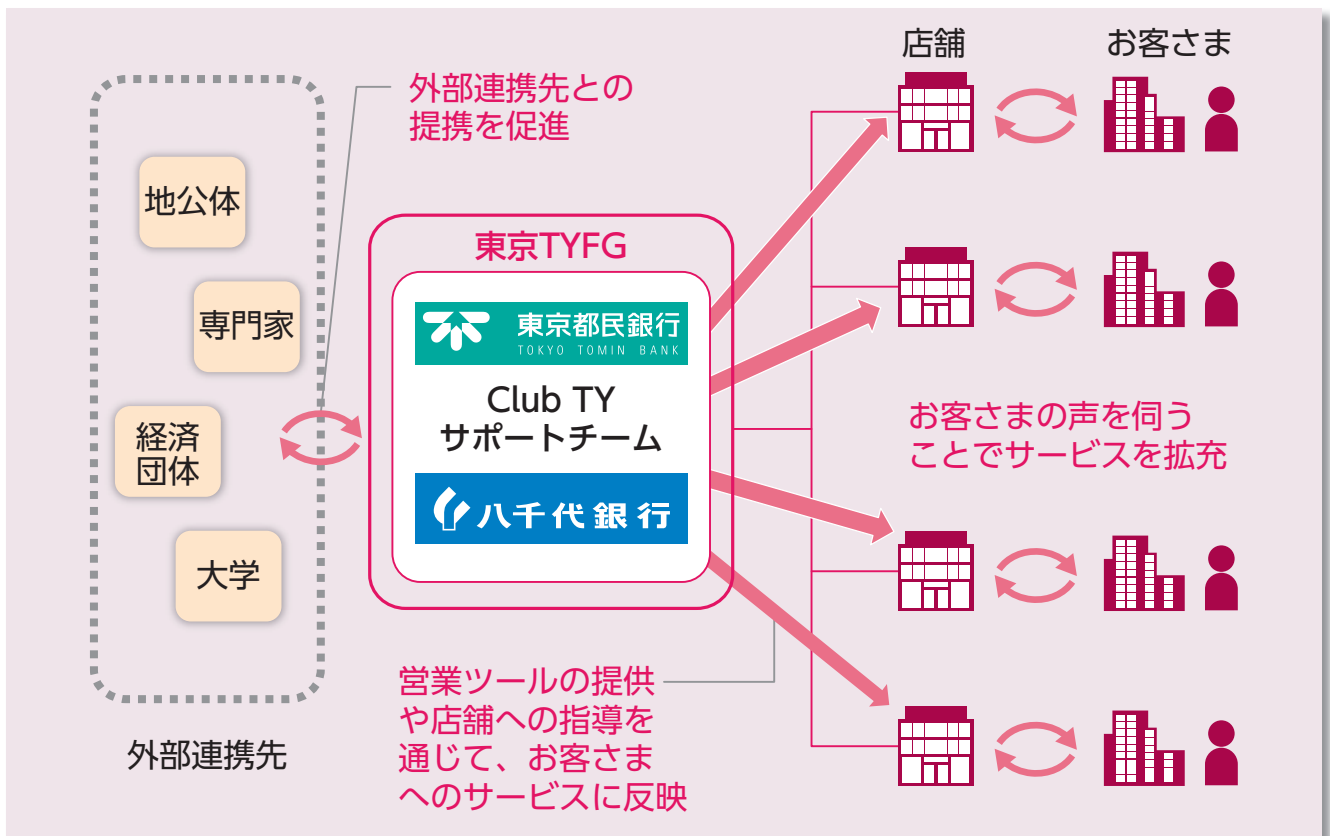 店舗
お客さま
外部連携先との
提携を促進
地公体
専門家
経済
団体
大学
外部連携先
東京TYFG
東京都民銀行
TOKYO TOMIN BANK
Club TY
サポートチーム
八千代銀行
お客さまの声を伺う
ことでサービスを拡充
営業ツールの提供
や店舗への指導を
通じて、お客さま
へのサービスに反映